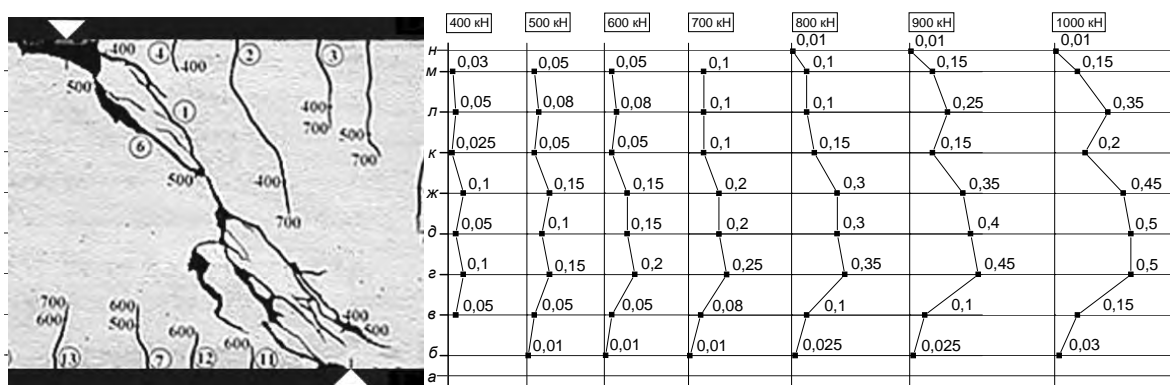 400 кН 500 кН 600 кН 700 кН 800 кН 900 кН 1000 кН
н 0,01 0,01 0,01
м 0,03 0,05 0,05 0,1 0,1 0,15 0,15
л 0,05 0,08 0,08 0,1 0,1 0,25 0,35
к 0,025 0,05 0,05 0,1 0,15 0,15 0,2
ж 0,1 0,15 0,15 0,2 0,3 0,35 0,45
д 0,05 0,1 0,15 0,2 0,3 0,4 0,5
г 0,1 0,15 0,2 0,25 0,35 0,45 0,5
в 0,05 0,05 0,05 0,08 0,1 0,1 0,15
б 0,01 0,01 0,01 0,025 0,025 0,03
а
400 4 2 3
400
500
1 400
700 500
6 700
500 400
700
700 600 400
600 500 600 600 500
13 7 12 11